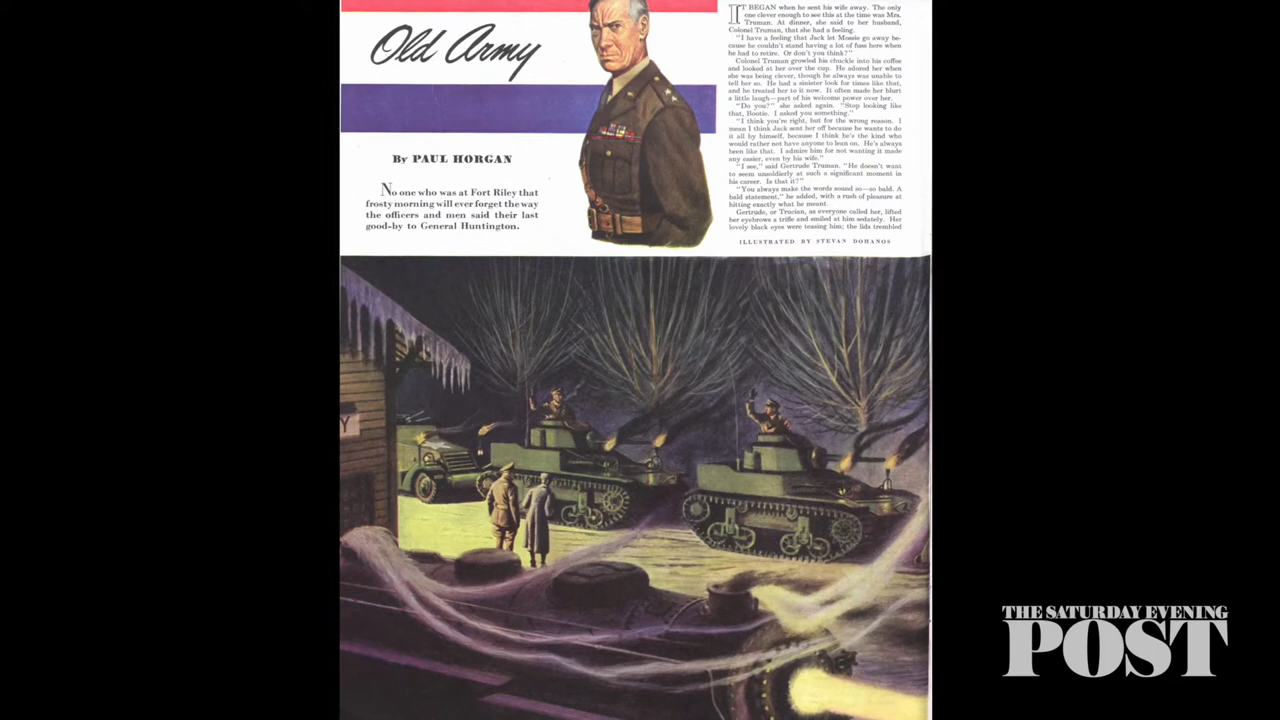 Old Army
By PAUL HORGAN
No one who was at Fort Riley that
frosty morning will ever forget the way
the officers and men said their last
good-by to General Huntington.
IT BEGAN when he sent his wife away. The only
one clever enough to see this at the time was Mrs.
Truman. At dinner, she said to her husband,
Colonel Truman, that she had a feeling.
"I have a feeling that Jack let Mossie go away be-
cause he couldn't stand having a lot of fuss here when
he had to retire. Or don't you think?"
Colonel Truman growled his chuckle into his coffee
and looked at her over the cup. He adored her when
she was being clever, though he always was unable to
tell her so. He had a sinister look for times like that,
and he treated her to it now. It often made her blurt
a little laugh—part of his welcome power over her.
"Do you?" she asked again. "Stop looking like
that, Bootie. I asked you something."
"I think you're right, but for the wrong reason. I
mean I think Jack sent her off because he wants to do
it all by himself, because I think he's the kind who
would rather not have anyone to lean on. He's always
been like that. I admire him for not wanting it made
any easier, even by his wife."
"I see," said Gertrude Truman. "He doesn't want
to seem unsoldierly at such a significant moment in
his career. Is that it?"
"You always make the words sound so—so bald. A
bald statement," he added, with a rush of pleasure at
hitting exactly what he meant.
Gertrude, or Trucian, as everyone called her, lifted
her eyebrows a trifle and smiled at him sedately. Her
lovely black eyes were teasing him; the lids trembled
ILLUSTRATED BY STEVAN DOHANOS
Y
THE SATURDAY EVENING
POST